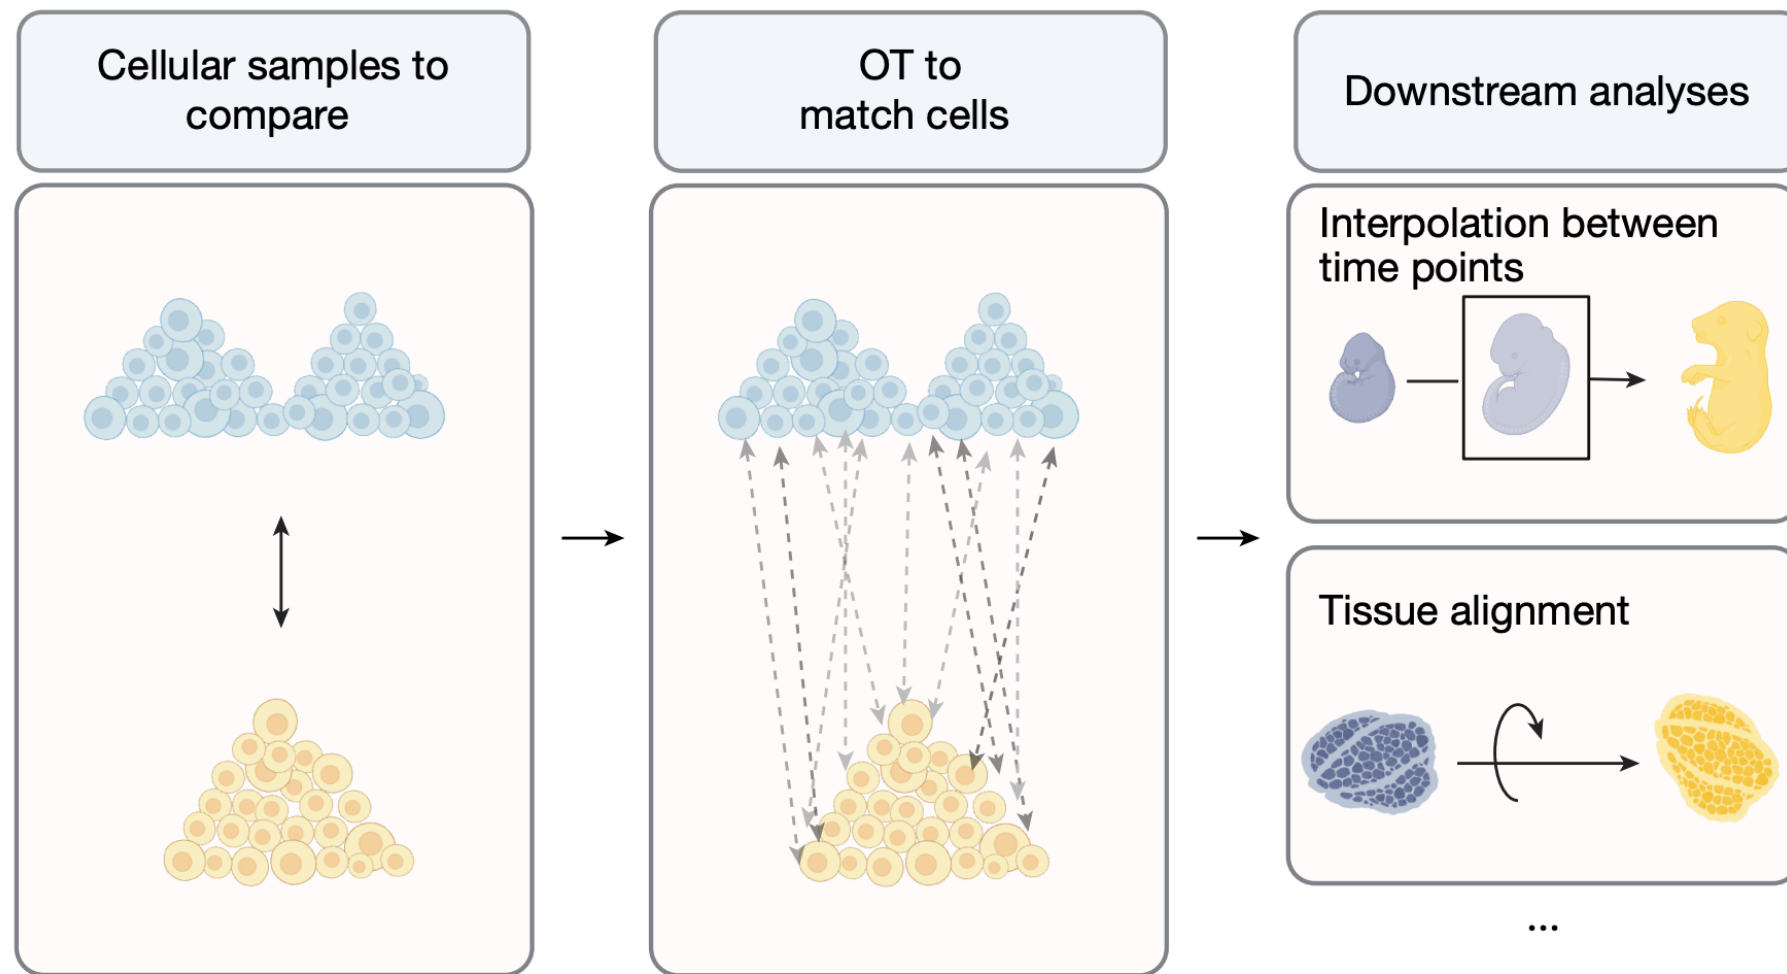 Cellular samples to
compare
OT to
match cells
Downstream analyses
Interpolation between
time points
Tissue alignment
...